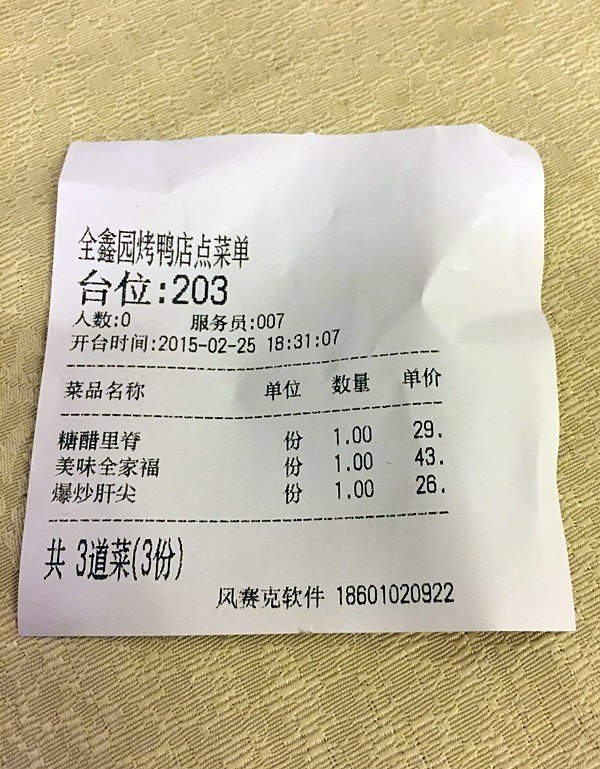 全鑫园烤鸭店点菜单
台位:203
人数:0 服务员:007
开台时间:2015-02-25 18:31:07
菜品名称 单位 数量 单价
糖醋里脊 份 1.00 29.
美味全家福 份 1.00 43.
爆炒肝尖 份 1.00 26.
共 3道菜(3份)
风赛克软件 18601020922